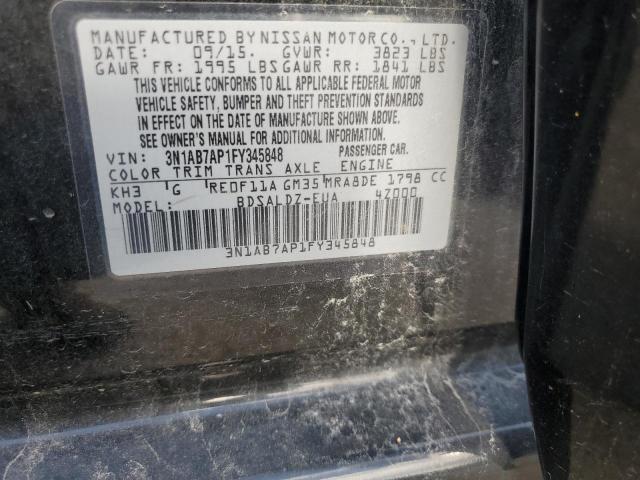 MANUFACTURED BY NISSAN MOTOR CO., LTD.
DATE: 09/15. GVWR: 3823 LBS
GAWR FR: 1995 LBS GAWR RR: 1841 LBS
THIS VEHICLE CONFORMS TO ALL APPLICABLE FEDERAL MOTOR
VEHICLE SAFETY, BUMPER AND THEFT PREVENTION STANDARDS
IN EFFECT ON THE DATE OF MANUFACTURE SHOWN ABOVE.
SEE OWNER'S MANUAL FOR ADDITIONAL INFORMATION.
VIN: 3N1AB7AP1FY345848 PASSENGER CAR.
COLOR TRIM TRANS AXLE ENGINE
KH3 G RE0F11A GM35 MRA8DE 1798 CC
MODEL: BDSALDZ-EUA 4Z000
3N1AB7AP1FY345848